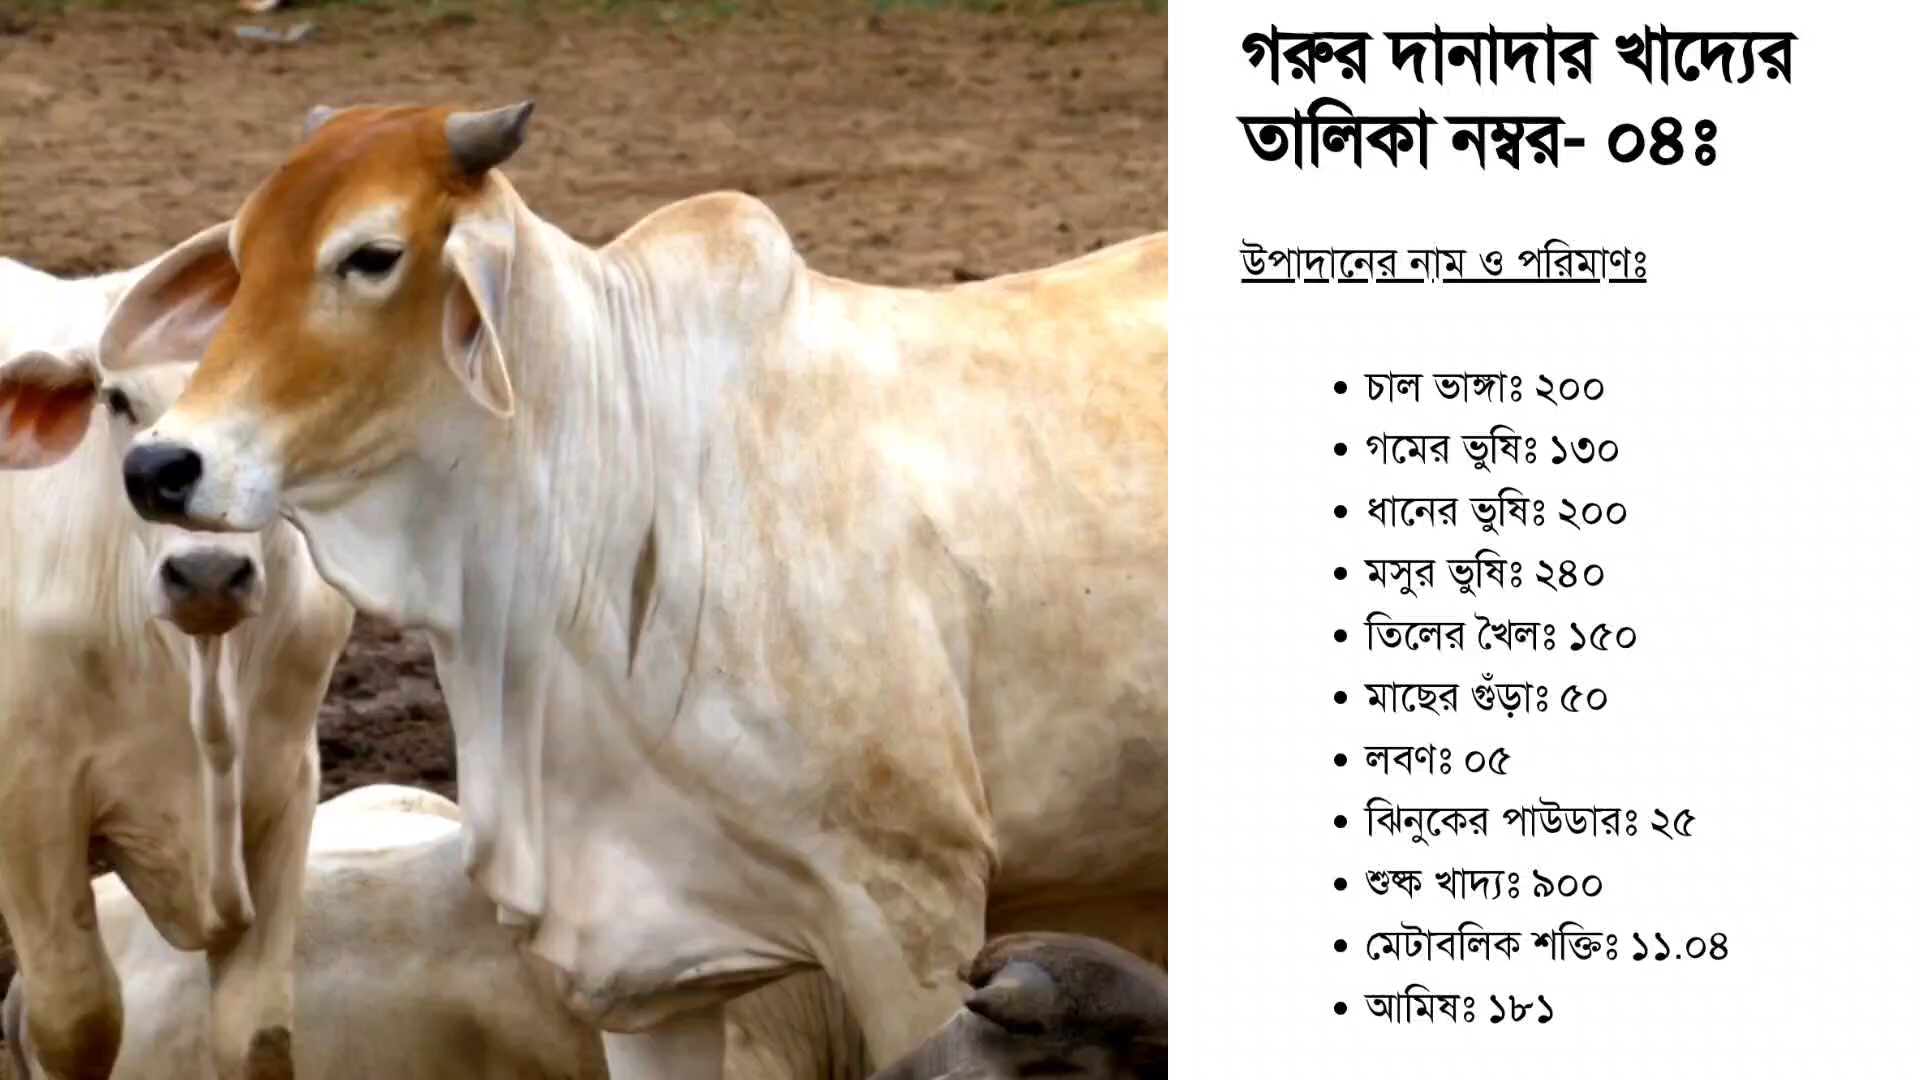 গরুর দানাদার খাদ্যের
তালিকা নম্বর- ০৪ঃ
উপাদানের নাম ও পরিমাণঃ
• চাল ভাঙ্গাঃ ২০০
• গমের ভুষিঃ ১৩০
• ধানের ভুষিঃ ২০০
• মসুর ভুষিঃ ২৪০
• তিলের খৈলঃ ১৫০
• মাছের গুঁড়াঃ ৫০
• লবণঃ ০৫
• ঝিনুকের পাউডারঃ ২৫
• শুষ্ক খাদ্যঃ ৯০০
• মেটাবলিক শক্তিঃ ১১.০৪
• আমিষঃ ১৮১